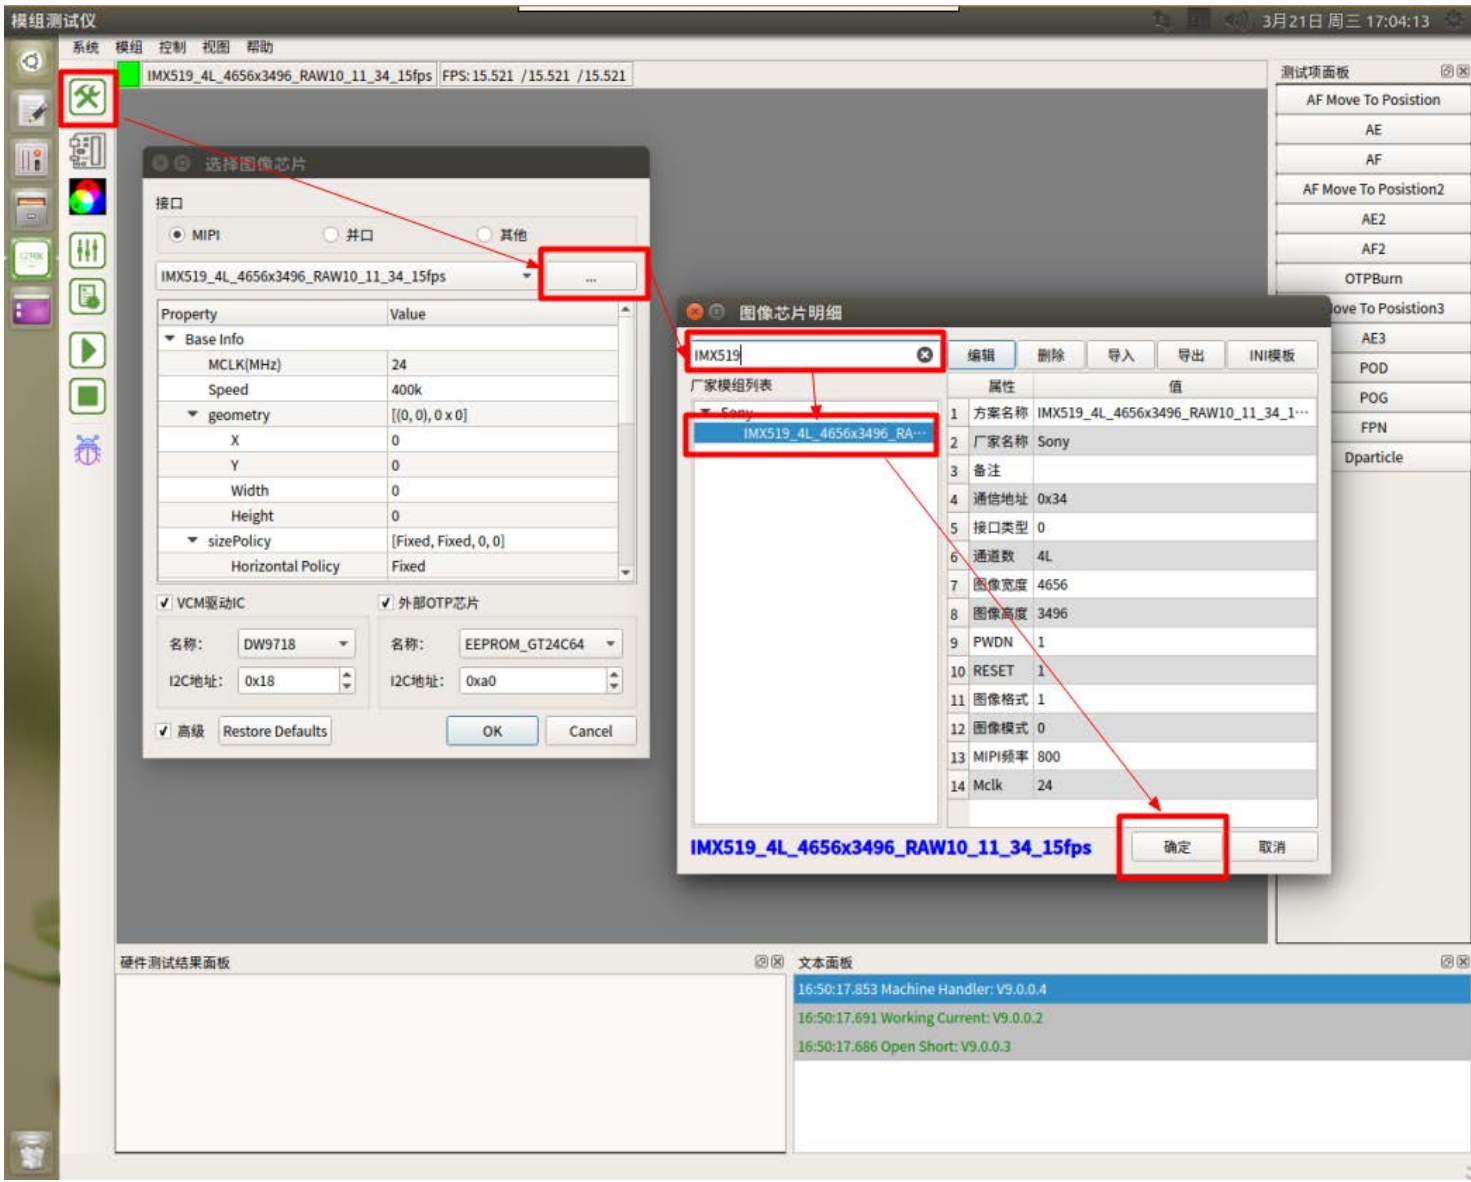 模组测试仪
3月21日 周三 17:04:13
系统 模组 控制 视图 帮助
IMX519_4L_4656x3496_RAW10_11_34_15fps FPS: 15.521 / 15.521 / 15.521
测试项面板
AF Move To Posistion
AE
AF
AF Move To Posistion2
AE2
AF2
OTPBurn
love To Posistion3
AE3
POD
POG
FPN
Dparticle
选择图像芯片
接口
MIPI 并口 其他
IMX519_4L_4656x3496_RAW10_11_34_15fps ...
Property Value
Base Info
MCLK(MHz) 24
Speed 400k
geometry [(0, 0), 0 x 0]
X 0
Y 0
Width 0
Height 0
sizePolicy [Fixed, Fixed, 0, 0]
Horizontal Policy Fixed
VCM驱动IC 外部OTP芯片
名称: DW9718 名称: EEPROM_GT24C64
I2C地址: 0x18 I2C地址: 0xa0
高级 Restore Defaults OK Cancel
图像芯片明细
IMX519 编辑 删除 导入 导出 INI模板
厂家模组列表
Sony
IMX519_4L_4656x3496_RA···
属性 值
1 方案名称 IMX519_4L_4656x3496_RAW10_11_34_1···
2 厂家名称 Sony
3 备注
4 通信地址 0x34
5 接口类型 0
6 通道数 4L
7 图像宽度 4656
8 图像高度 3496
9 PWDN 1
10 RESET 1
11 图像格式 1
12 图像模式 0
13 MIPI频率 800
14 Mclk 24
IMX519_4L_4656x3496_RAW10_11_34_15fps 确定 取消
硬件测试结果面板
文本面板
16:50:17.853 Machine Handler: V9.0.0.4
16:50:17.691 Working Current: V9.0.0.2
16:50:17.686 Open Short: V9.0.0.3